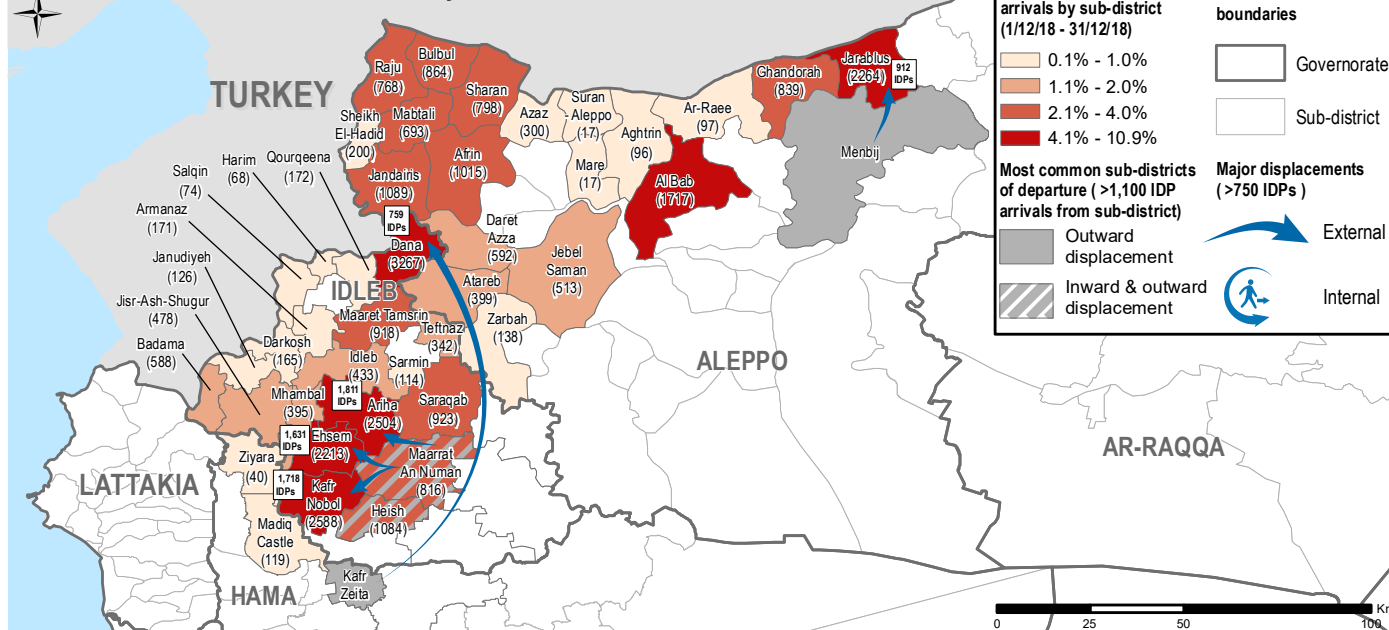 arrivals by sub-district
(1/12/18 - 31/12/18)
0.1% - 1.0%
1.1% - 2.0%
2.1% - 4.0%
4.1% - 10.9%
Most common sub-districts
of departure ( >1,100 IDP
arrivals from sub-district)
Outward
displacement
Inward & outward
displacement
boundaries
Governorate
Sub-district
Major displacements
( >750 IDPs )
External
Internal
TURKEY
Raju
(768)
Bulbul
(864)
Sharan
(798)
Sheikh
El-Hadid
(200)
Mabtali
(693)
Afrin
(1015)
Jandairis
(1089)
Azaz
(300)
Suran
- Aleppo
(17)
Mare
(17)
Aghtrin
(96)
Ar-Raee
(97)
Ghandorah
(839)
Jarablus
(2264)
912
IDPs
Menbij
Al Bab
(1717)
Salqin
(74)
Harim
(68)
Qourqeena
(172)
Armanaz
(171)
Janudiyeh
(126)
Jisr-Ash-Shugur
(478)
Badama
(588)
759
IDPs
Dana
(3267)
Daret
Azza
(592)
Jebel
Saman
(513)
Atareb
(399)
Zarbah
(138)
IDLEB
Maaret Tamsrin
(918)
Teftnaz
(342)
Darkosh
(165)
Idleb
(433)
Sarmin
(114)
Mhambal
(395)
1,811
IDPs
Ariha
(2504)
Saraqab
(923)
1,631
IDPs
Ehsem
(2213)
Ziyara
(40)
1,718
IDPs
Kafr
Nobol
(2588)
Maarrat
An Numan
(816)
Heish
(1084)
Madiq
Castle
(119)
Kafr
Zeita
ALEPPO
AR-RAQQA
LATTAKIA
HAMA
Km
0 25 50 100